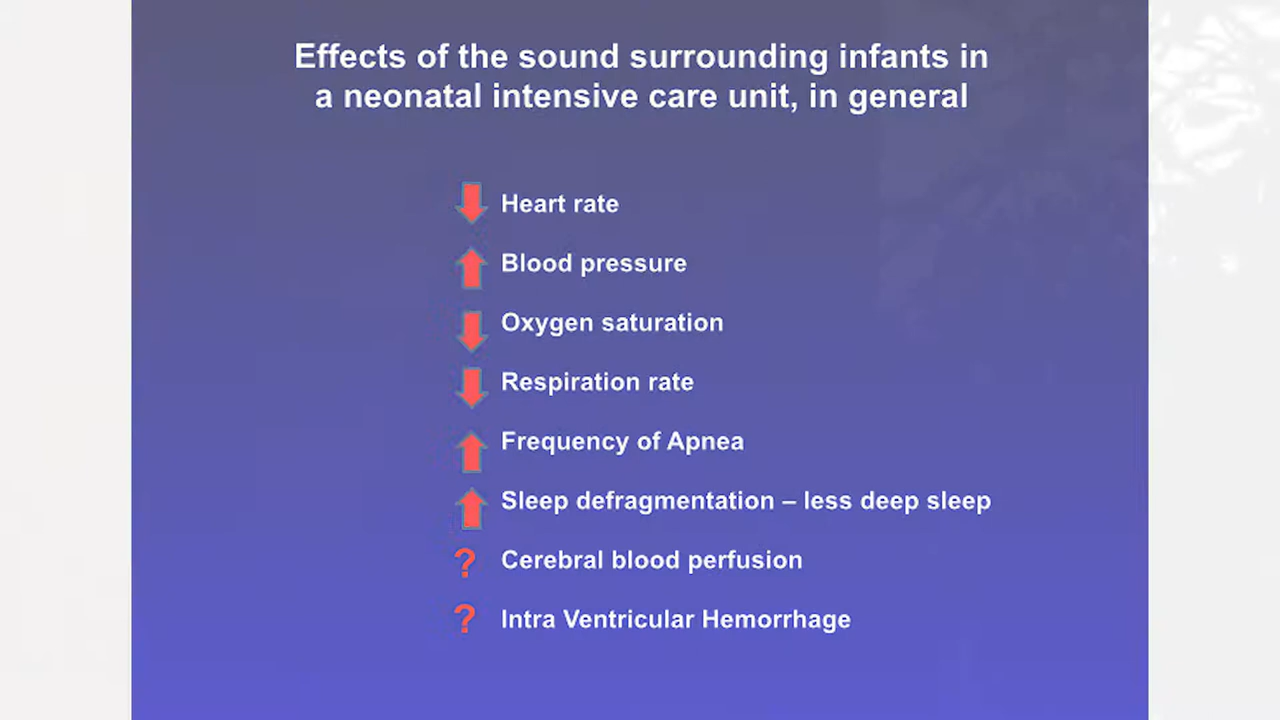 Effects of the sound surrounding infants in
a neonatal intensive care unit, in general
Heart rate
Blood pressure
Oxygen saturation
Respiration rate
Frequency of Apnea
Sleep defragmentation – less deep sleep
? Cerebral blood perfusion
? Intra Ventricular Hemorrhage